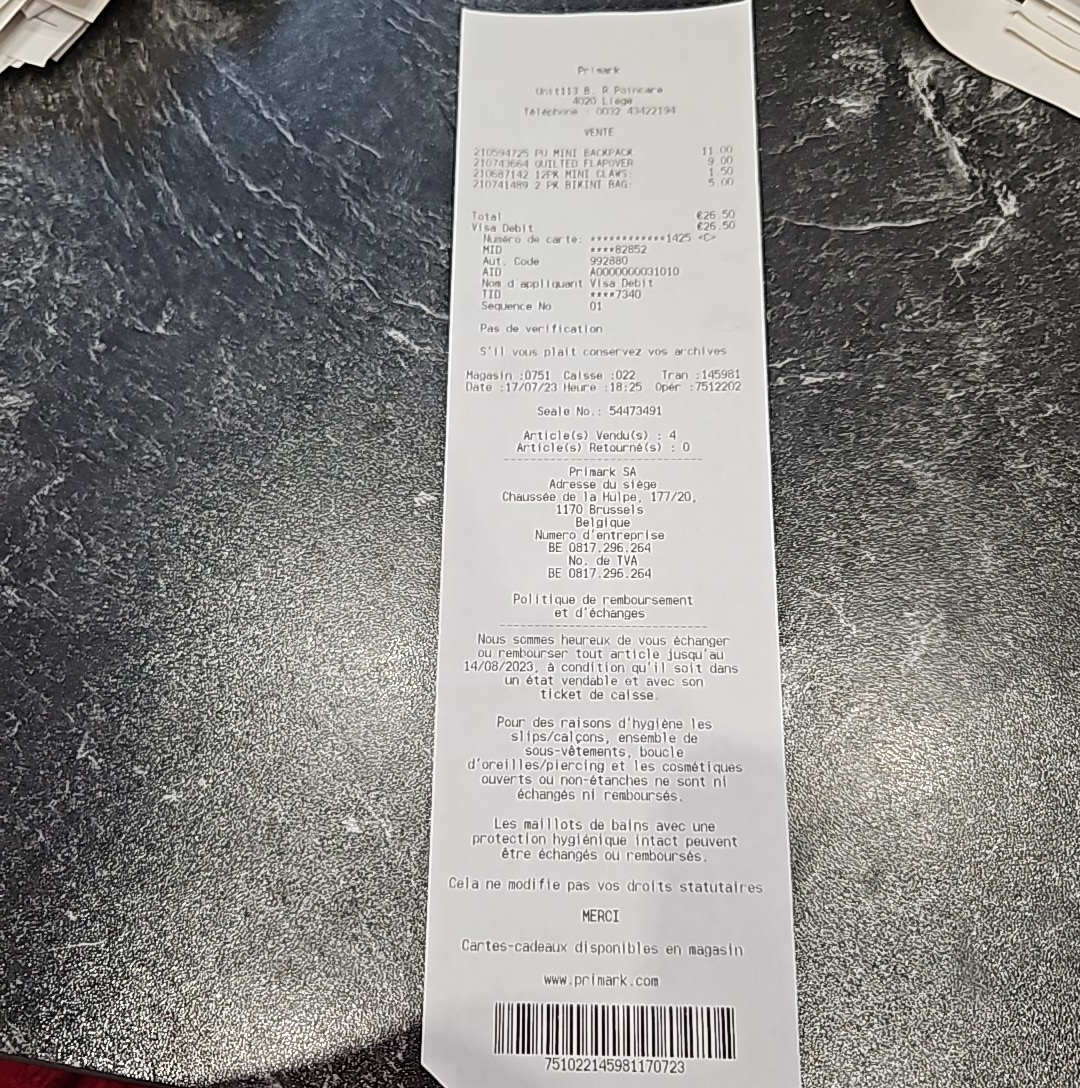 Primark
Unit113 B. R Poincare
4020 Liege
Téléphone : 0032 43422194
VENTE
210594725 PU MINI BACKPACK 11.00
210743664 QUILTED FLAPOVER 9.00
210687142 12PK MINI CLAWS: 1.50
210741489 2 PK BIKINI BAG: 5.00
Total €26.50
Visa Debit €26.50
Numéro de carte: ************1425 <C>
MID ****82852
Aut. Code 992880
AID A0000000031010
Nom d'appliquant Visa Debit
TID ****7340
Sequence No 01
Pas de verification
S'il vous plait conservez vos archives
Magasin :0751 Caisse :022 Tran :145981
Date :17/07/23 Heure :18:25 Opér :7512202
Seale No.: 54473491
Article(s) Vendu(s) : 4
Article(s) Retourné(s) : 0
Primark SA
Adresse du siège
Chaussée de la Hulpe, 177/20,
1170 Brussels
Belgique
Numero d'entreprise
BE 0817.296.264
No. de TVA
BE 0817.296.264
Politique de remboursement
et d'échanges
Nous sommes heureux de vous échanger
ou rembourser tout article jusqu'au
14/08/2023, à condition qu'il soit dans
un état vendable et avec son
ticket de caisse.
Pour des raisons d'hygiène les
slips/calçons, ensemble de
sous-vêtements, boucle
d'oreilles/piercing et les cosmétiques
ouverts ou non-étanches ne sont ni
échangés ni remboursés.
Les maillots de bains avec une
protection hygiénique intact peuvent
être échangés ou remboursés.
Cela ne modifie pas vos droits statutaires
MERCI
Cartes-cadeaux disponibles en magasin
www.primark.com
751022145981170723